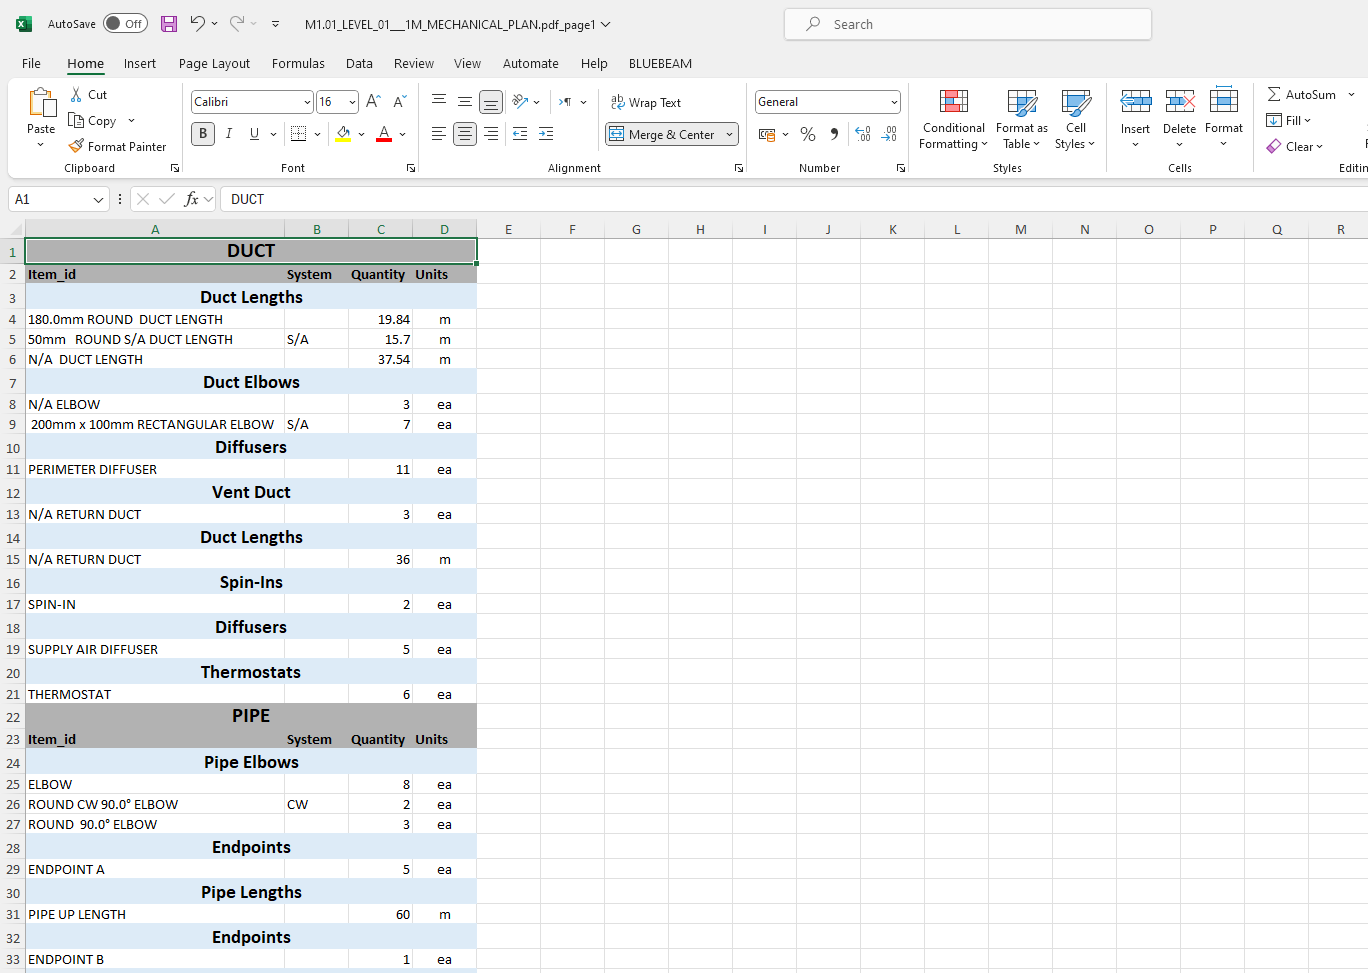 AutoSave Off M1.01_LEVEL_01___1M_MECHANICAL_PLAN.pdf_page1 Search
File Home Insert Page Layout Formulas Data Review View Automate Help BLUEBEAM
Paste Cut Copy Format Painter Clipboard
Calibri 16 A A B I U A Font
ab Wrap Text Merge & Center Alignment
General % Number
Conditional Formatting Format as Table Cell Styles Styles
Insert Delete Format Cells
AutoSum Fill Clear Editin
A1 fx DUCT
A B C D E F G H I J K L M N O P Q R
1 DUCT
2 Item_id System Quantity Units
3 Duct Lengths
4 180.0mm ROUND  DUCT LENGTH 19.84 m
5 50mm   ROUND S/A DUCT LENGTH S/A 15.7 m
6 N/A  DUCT LENGTH 37.54 m
7 Duct Elbows
8 N/A ELBOW 3 ea
9 200mm x 100mm RECTANGULAR ELBOW S/A 7 ea
10 Diffusers
11 PERIMETER DIFFUSER 11 ea
12 Vent Duct
13 N/A RETURN DUCT 3 ea
14 Duct Lengths
15 N/A RETURN DUCT 36 m
16 Spin-Ins
17 SPIN-IN 2 ea
18 Diffusers
19 SUPPLY AIR DIFFUSER 5 ea
20 Thermostats
21 THERMOSTAT 6 ea
22 PIPE
23 Item_id System Quantity Units
24 Pipe Elbows
25 ELBOW 8 ea
26 ROUND CW 90.0° ELBOW CW 2 ea
27 ROUND  90.0° ELBOW 3 ea
28 Endpoints
29 ENDPOINT A 5 ea
30 Pipe Lengths
31 PIPE UP LENGTH 60 m
32 Endpoints
33 ENDPOINT B 1 ea